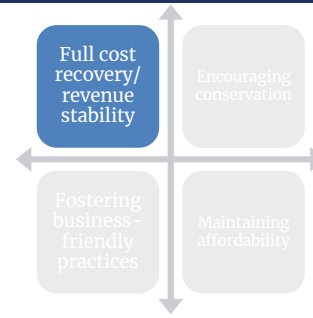 Full cost
recovery/
revenue
stability
Encouraging
conservation
Fostering
business-
friendly
practices
Maintaining
affordability